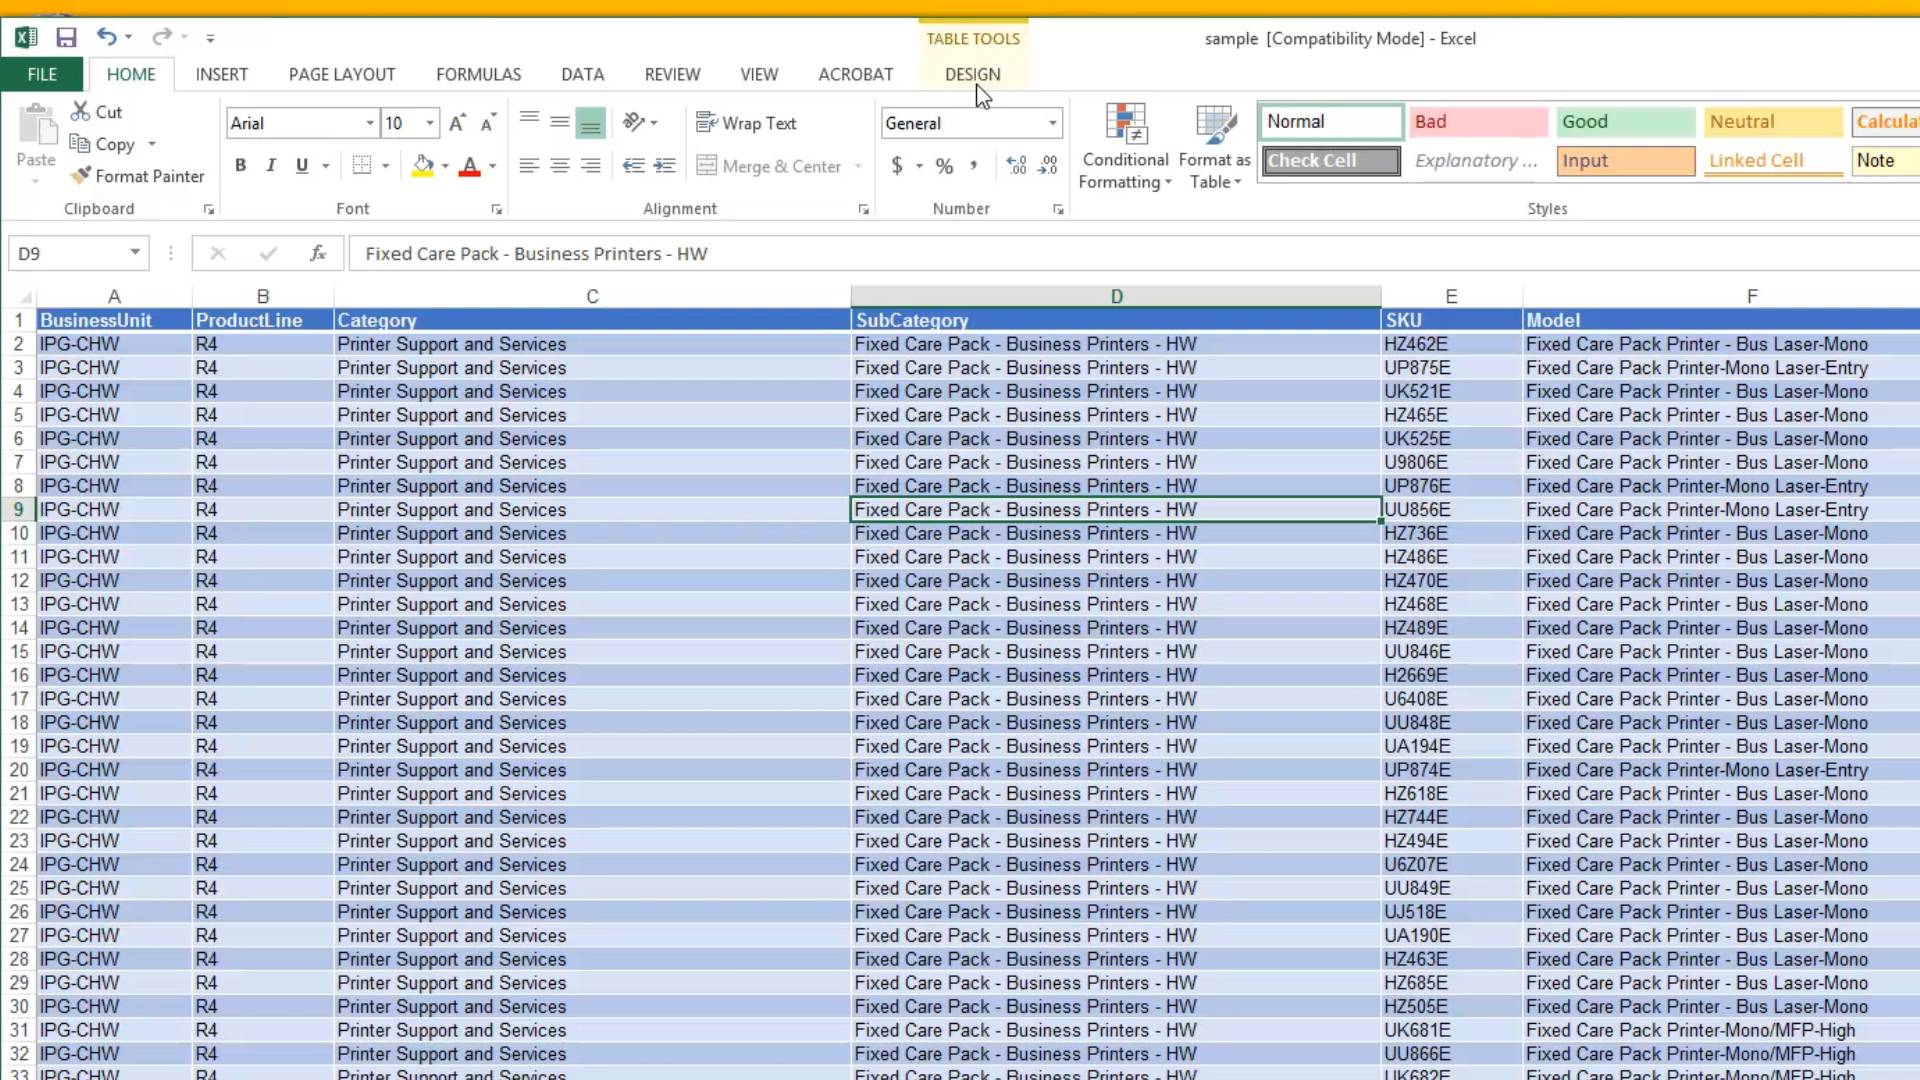 TABLE TOOLS sample [Compatibility Mode] - Excel
FILE HOME INSERT PAGE LAYOUT FORMULAS DATA REVIEW VIEW ACROBAT DESIGN
Paste Cut Copy Format Painter Clipboard
Arial 10 B I U A Font
Wrap Text Merge & Center Alignment
General $ % , Number
Conditional Formatting Format as Table
Normal Bad Good Neutral
Check Cell Explanatory ... Input Linked Cell Note
Styles
D9 fx Fixed Care Pack - Business Printers - HW
A B C D E F
1 BusinessUnit ProductLine Category SubCategory SKU Model
2 IPG-CHW R4 Printer Support and Services Fixed Care Pack - Business Printers - HW HZ462E Fixed Care Pack Printer - Bus Laser-Mono
3 IPG-CHW R4 Printer Support and Services Fixed Care Pack - Business Printers - HW UP875E Fixed Care Pack Printer-Mono Laser-Entry
4 IPG-CHW R4 Printer Support and Services Fixed Care Pack - Business Printers - HW UK521E Fixed Care Pack Printer - Bus Laser-Mono
5 IPG-CHW R4 Printer Support and Services Fixed Care Pack - Business Printers - HW HZ465E Fixed Care Pack Printer - Bus Laser-Mono
6 IPG-CHW R4 Printer Support and Services Fixed Care Pack - Business Printers - HW UK525E Fixed Care Pack Printer - Bus Laser-Mono
7 IPG-CHW R4 Printer Support and Services Fixed Care Pack - Business Printers - HW U9806E Fixed Care Pack Printer - Bus Laser-Mono
8 IPG-CHW R4 Printer Support and Services Fixed Care Pack - Business Printers - HW UP876E Fixed Care Pack Printer-Mono Laser-Entry
9 IPG-CHW R4 Printer Support and Services Fixed Care Pack - Business Printers - HW UU856E Fixed Care Pack Printer-Mono Laser-Entry
10 IPG-CHW R4 Printer Support and Services Fixed Care Pack - Business Printers - HW HZ736E Fixed Care Pack Printer - Bus Laser-Mono
11 IPG-CHW R4 Printer Support and Services Fixed Care Pack - Business Printers - HW HZ486E Fixed Care Pack Printer - Bus Laser-Mono
12 IPG-CHW R4 Printer Support and Services Fixed Care Pack - Business Printers - HW HZ470E Fixed Care Pack Printer - Bus Laser-Mono
13 IPG-CHW R4 Printer Support and Services Fixed Care Pack - Business Printers - HW HZ468E Fixed Care Pack Printer - Bus Laser-Mono
14 IPG-CHW R4 Printer Support and Services Fixed Care Pack - Business Printers - HW HZ489E Fixed Care Pack Printer - Bus Laser-Mono
15 IPG-CHW R4 Printer Support and Services Fixed Care Pack - Business Printers - HW UU846E Fixed Care Pack Printer - Bus Laser-Mono
16 IPG-CHW R4 Printer Support and Services Fixed Care Pack - Business Printers - HW H2669E Fixed Care Pack Printer - Bus Laser-Mono
17 IPG-CHW R4 Printer Support and Services Fixed Care Pack - Business Printers - HW U6408E Fixed Care Pack Printer - Bus Laser-Mono
18 IPG-CHW R4 Printer Support and Services Fixed Care Pack - Business Printers - HW UU848E Fixed Care Pack Printer - Bus Laser-Mono
19 IPG-CHW R4 Printer Support and Services Fixed Care Pack - Business Printers - HW UA194E Fixed Care Pack Printer - Bus Laser-Mono
20 IPG-CHW R4 Printer Support and Services Fixed Care Pack - Business Printers - HW UP874E Fixed Care Pack Printer-Mono Laser-Entry
21 IPG-CHW R4 Printer Support and Services Fixed Care Pack - Business Printers - HW HZ618E Fixed Care Pack Printer - Bus Laser-Mono
22 IPG-CHW R4 Printer Support and Services Fixed Care Pack - Business Printers - HW HZ744E Fixed Care Pack Printer - Bus Laser-Mono
23 IPG-CHW R4 Printer Support and Services Fixed Care Pack - Business Printers - HW HZ494E Fixed Care Pack Printer - Bus Laser-Mono
24 IPG-CHW R4 Printer Support and Services Fixed Care Pack - Business Printers - HW U6Z07E Fixed Care Pack Printer - Bus Laser-Mono
25 IPG-CHW R4 Printer Support and Services Fixed Care Pack - Business Printers - HW UU849E Fixed Care Pack Printer - Bus Laser-Mono
26 IPG-CHW R4 Printer Support and Services Fixed Care Pack - Business Printers - HW UJ518E Fixed Care Pack Printer - Bus Laser-Mono
27 IPG-CHW R4 Printer Support and Services Fixed Care Pack - Business Printers - HW UA190E Fixed Care Pack Printer - Bus Laser-Mono
28 IPG-CHW R4 Printer Support and Services Fixed Care Pack - Business Printers - HW HZ463E Fixed Care Pack Printer - Bus Laser-Mono
29 IPG-CHW R4 Printer Support and Services Fixed Care Pack - Business Printers - HW HZ685E Fixed Care Pack Printer - Bus Laser-Mono
30 IPG-CHW R4 Printer Support and Services Fixed Care Pack - Business Printers - HW HZ505E Fixed Care Pack Printer - Bus Laser-Mono
31 IPG-CHW R4 Printer Support and Services Fixed Care Pack - Business Printers - HW UK681E Fixed Care Pack Printer-Mono/MFP-High
32 IPG-CHW R4 Printer Support and Services Fixed Care Pack - Business Printers - HW UU866E Fixed Care Pack Printer-Mono/MFP-High
33 IPG-CHW R4 Printer Support and Services Fixed Care Pack - Business Printers - HW UK682E Fixed Care Pack Printer-Mono/MFP-High